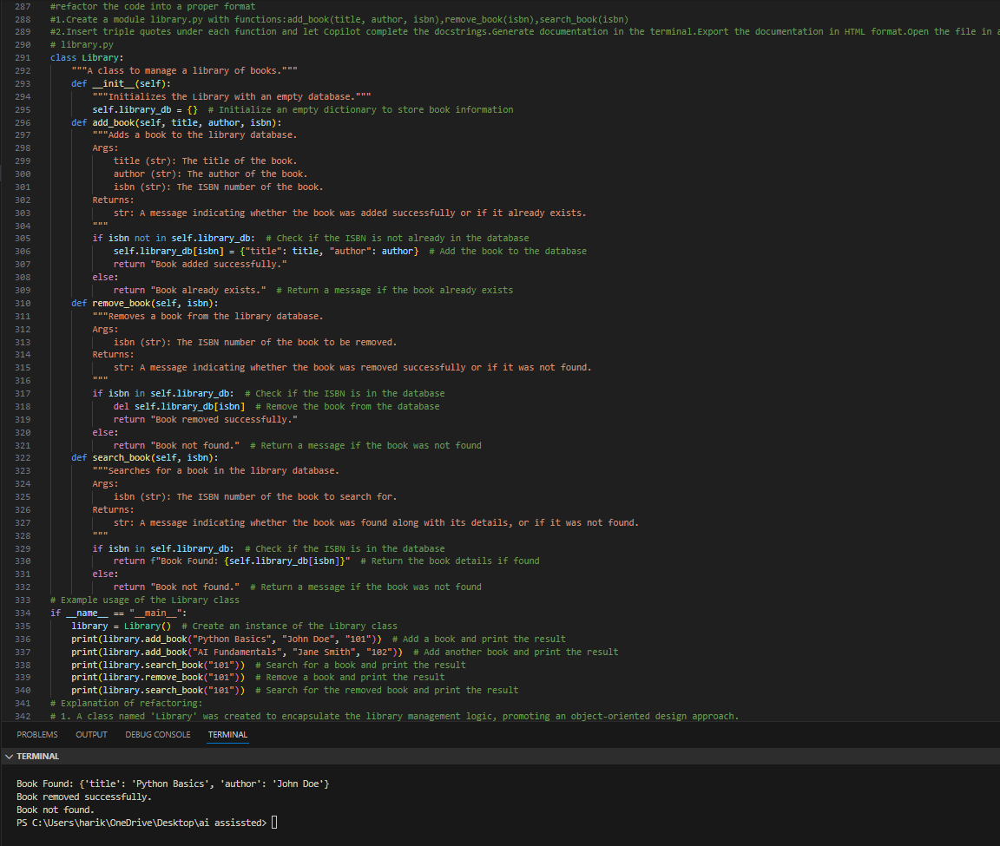 287 #refactor the code into a proper format
288 #1.Create a module library.py with functions:add_book(title, author, isbn),remove_book(isbn),search_book(isbn)
289 #2.Insert triple quotes under each function and let Copilot complete the docstrings.Generate documentation in the terminal.Export the documentation in HTML format.Open the file in a
290 # library.py
291 class Library:
292     """A class to manage a library of books."""
293     def __init__(self):
294         """Initializes the Library with an empty database."""
295         self.library_db = {}  # Initialize an empty dictionary to store book information
296     def add_book(self, title, author, isbn):
297         """Adds a book to the library database.
298         Args:
299             title (str): The title of the book.
300             author (str): The author of the book.
301             isbn (str): The ISBN number of the book.
302         Returns:
303             str: A message indicating whether the book was added successfully or if it already exists.
304         """
305         if isbn not in self.library_db:  # Check if the ISBN is not already in the database
306             self.library_db[isbn] = {"title": title, "author": author}  # Add the book to the database
307             return "Book added successfully."
308         else:
309             return "Book already exists."  # Return a message if the book already exists
310     def remove_book(self, isbn):
311         """Removes a book from the library database.
312         Args:
313             isbn (str): The ISBN number of the book to be removed.
314         Returns:
315             str: A message indicating whether the book was removed successfully or if it was not found.
316         """
317         if isbn in self.library_db:  # Check if the ISBN is in the database
318             del self.library_db[isbn]  # Remove the book from the database
319             return "Book removed successfully."
320         else:
321             return "Book not found."  # Return a message if the book was not found
322     def search_book(self, isbn):
323         """Searches for a book in the library database.
324         Args:
325             isbn (str): The ISBN number of the book to search for.
326         Returns:
327             str: A message indicating whether the book was found along with its details, or if it was not found.
328         """
329         if isbn in self.library_db:  # Check if the ISBN is in the database
330             return f"Book Found: {self.library_db[isbn]}"  # Return the book details if found
331         else:
332             return "Book not found."  # Return a message if the book was not found
333 # Example usage of the Library class
334 if __name__ == "__main__":
335     library = Library()  # Create an instance of the Library class
336     print(library.add_book("Python Basics", "John Doe", "101"))  # Add a book and print the result
337     print(library.add_book("AI Fundamentals", "Jane Smith", "102"))  # Add another book and print the result
338     print(library.search_book("101"))  # Search for a book and print the result
339     print(library.remove_book("101"))  # Remove a book and print the result
340     print(library.search_book("101"))  # Search for the removed book and print the result
341 # Explanation of refactoring:
342 # 1. A class named 'Library' was created to encapsulate the library management logic, promoting an object-oriented design approach.
PROBLEMS OUTPUT DEBUG CONSOLE TERMINAL
TERMINAL
Book Found: {'title': 'Python Basics', 'author': 'John Doe'}
Book removed successfully.
Book not found.
PS C:\Users\harik\OneDrive\Desktop\ai assissted>